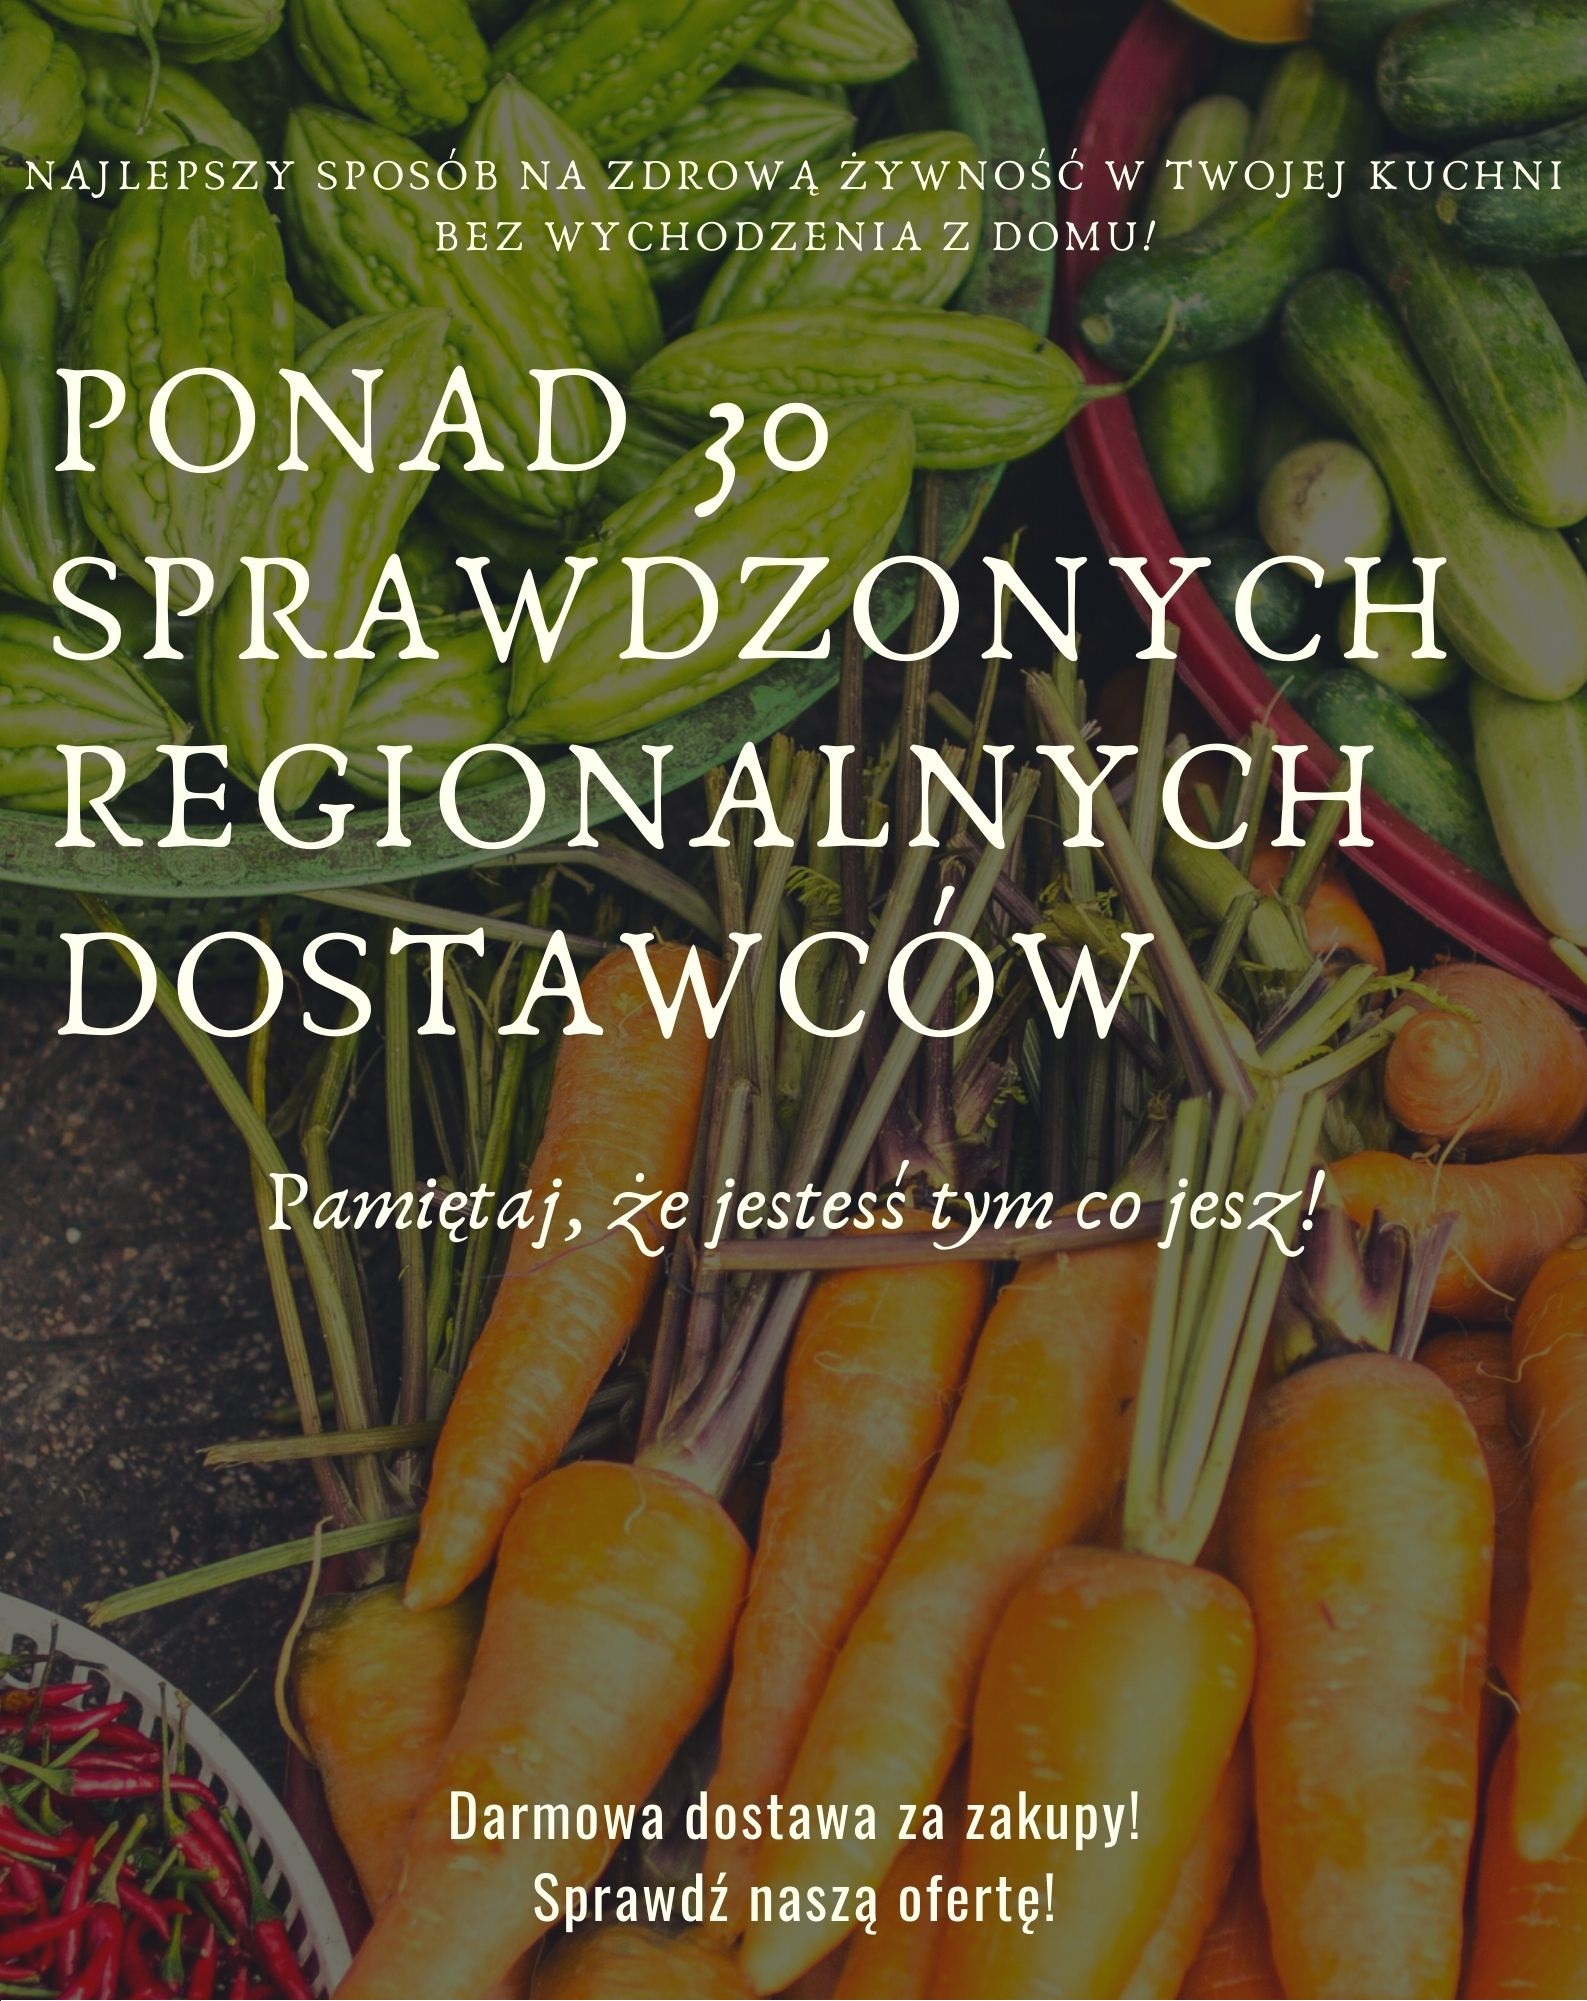 NAJLEPSZY SPOSÓB NA ZDROWĄ ŻYWNOŚĆ W TWOJEJ KUCHNI
BEZ WYCHODZENIA Z DOMU!
PONAD 30
SPRAWDZONYCH
REGIONALNYCH
DOSTAWCÓW
Pamiętaj, że jestesś tym co jesz!
Darmowa dostawa za zakupy!
Sprawdź naszą ofertę!